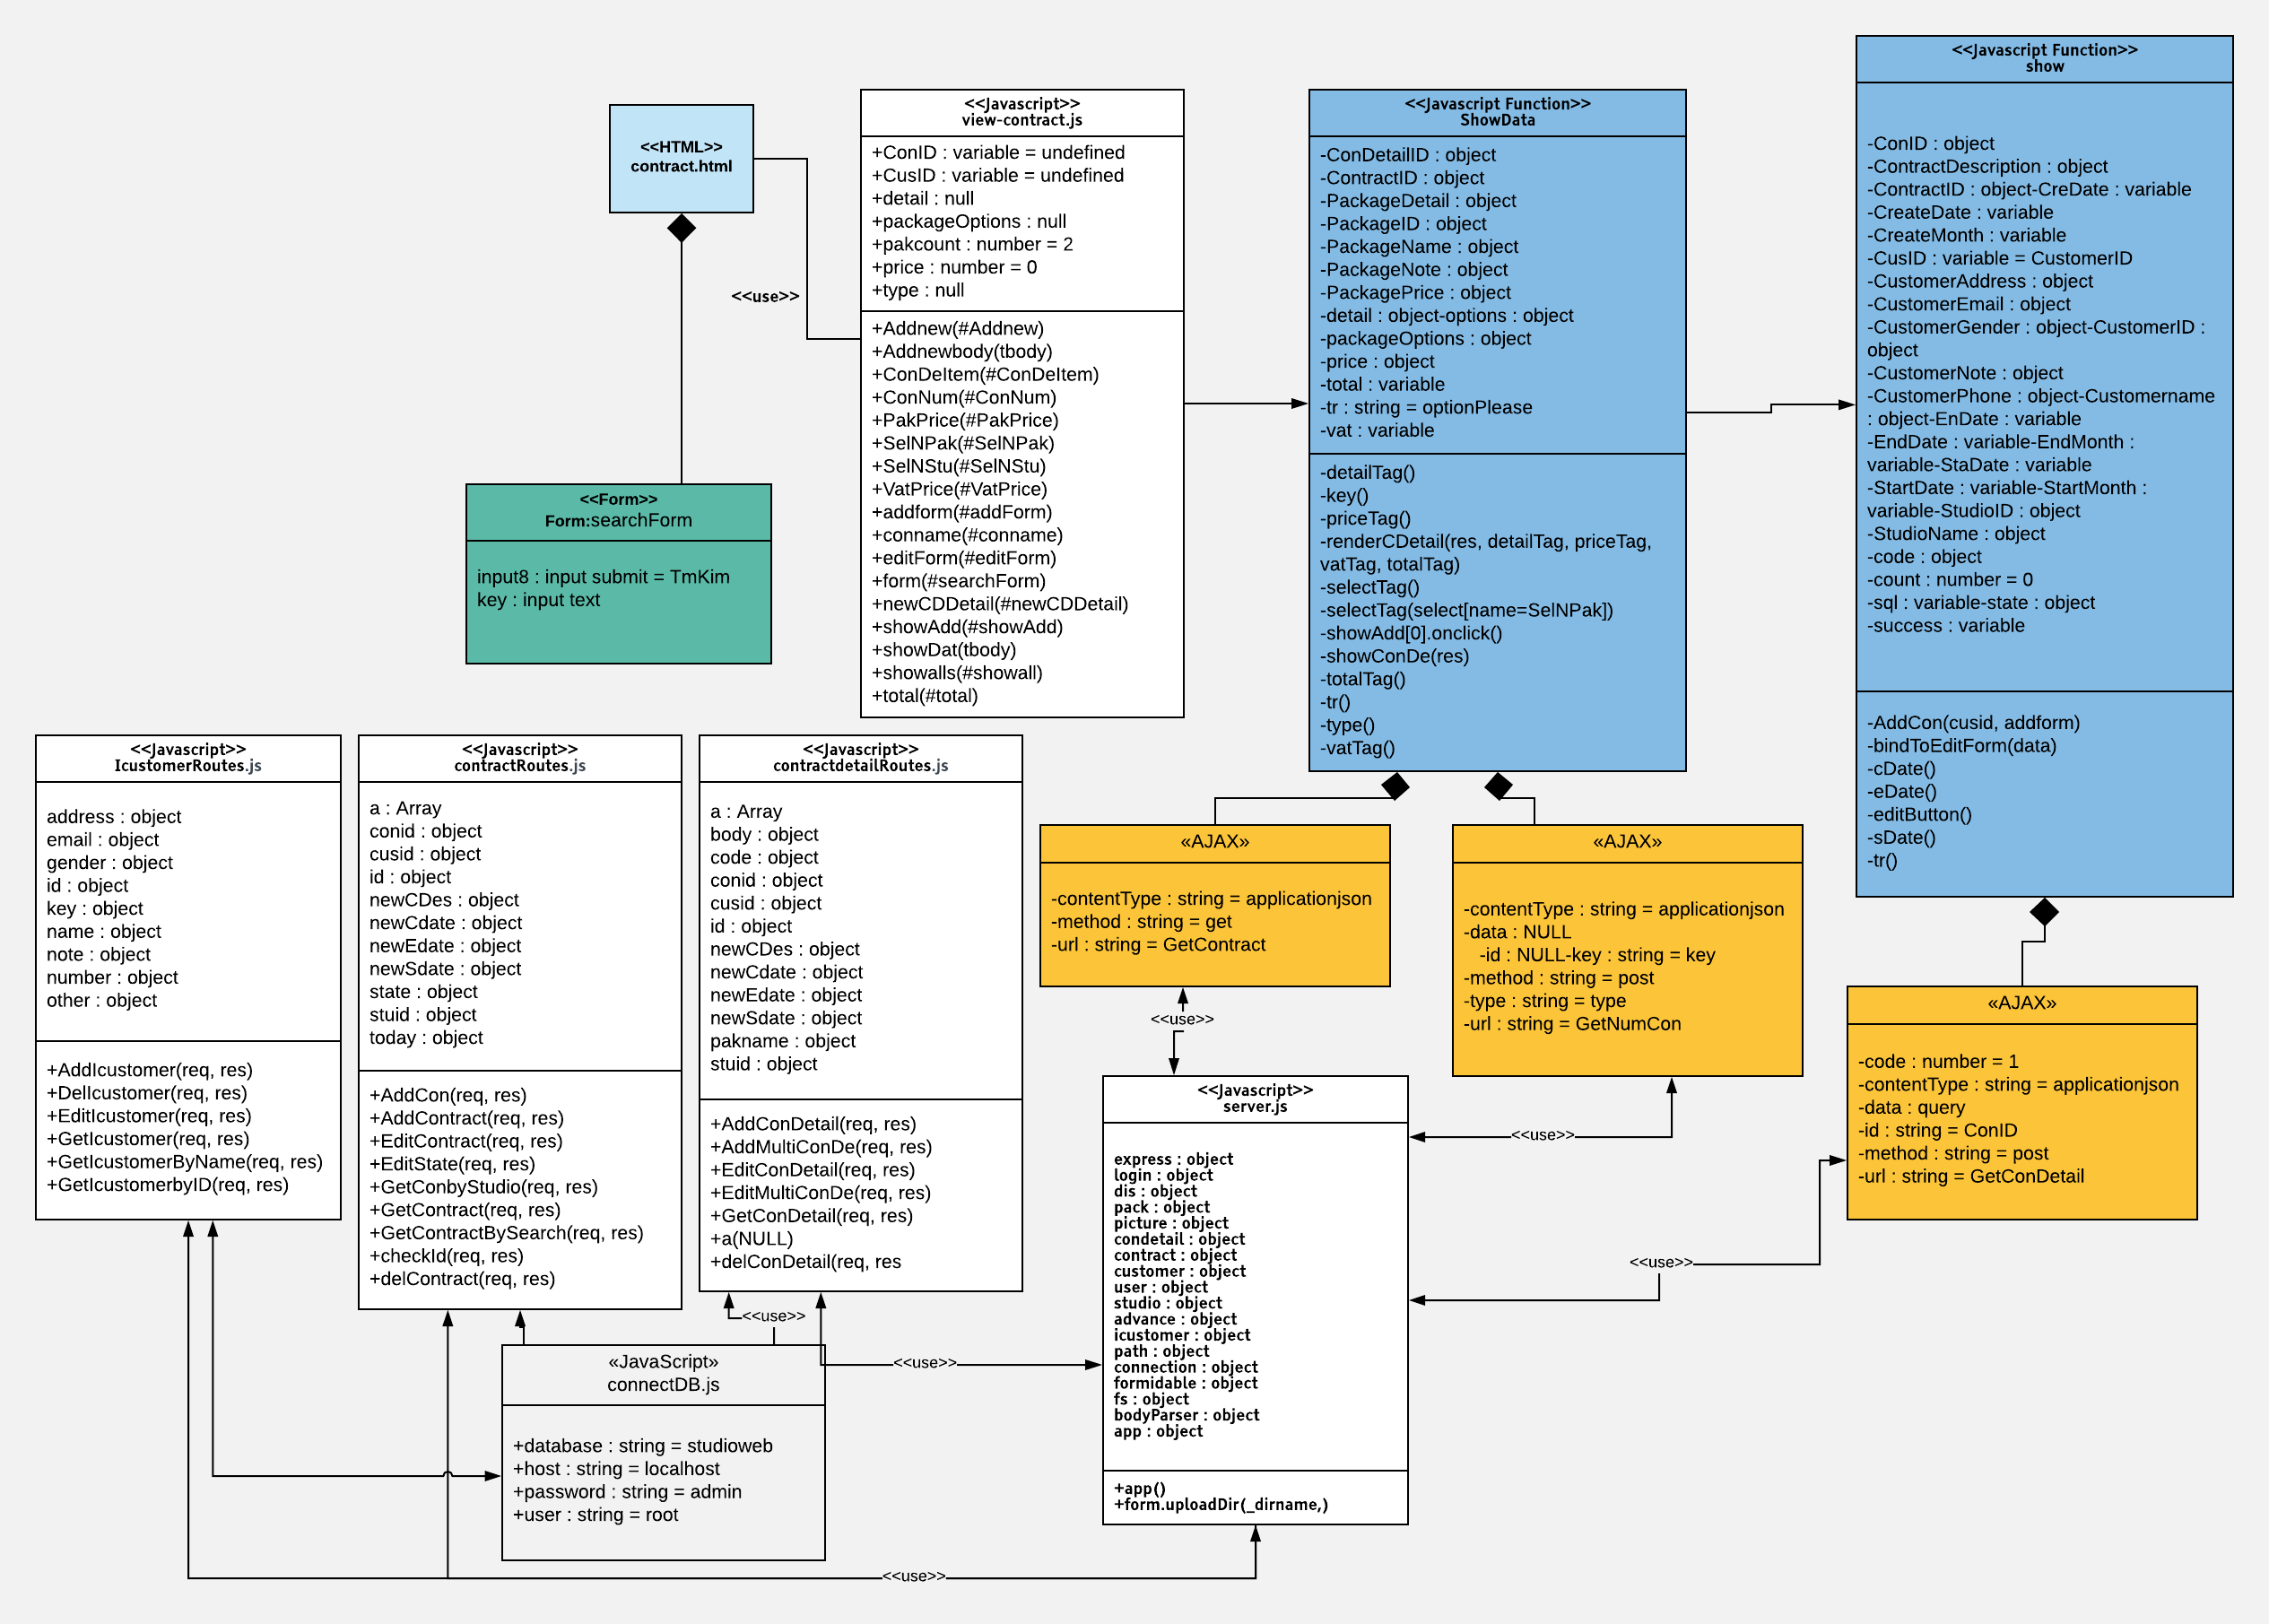 <<HTML>>
contract.html
<<use>>
<<Form>>
Form:searchForm
input8 : input submit = TmKim
key : input text
<<Javascript>>
view-contract.js
+ConID : variable = undefined
+CusID : variable = undefined
+detail : null
+packageOptions : null
+pakcount : number = 2
+price : number = 0
+type : null
+Addnew(#Addnew)
+Addnewbody(tbody)
+ConDeItem(#ConDeItem)
+ConNum(#ConNum)
+PakPrice(#PakPrice)
+SelNPak(#SelNPak)
+SelNStu(#SelNStu)
+VatPrice(#VatPrice)
+addform(#addForm)
+conname(#conname)
+editForm(#editForm)
+form(#searchForm)
+newCDDetail(#newCDDetail)
+showAdd(#showAdd)
+showDat(tbody)
+showalls(#showall)
+total(#total)
<<Javascript Function>>
ShowData
-ConDetailID : object
-ContractID : object
-PackageDetail : object
-PackageID : object
-PackageName : object
-PackageNote : object
-PackagePrice : object
-detail : object-options : object
-packageOptions : object
-price : object
-total : variable
-tr : string = optionPlease
-vat : variable
-detailTag()
-key()
-priceTag()
-renderCDetail(res, detailTag, priceTag,
vatTag, totalTag)
-selectTag()
-selectTag(select[name=SelNPak])
-showAdd[0].onclick()
-showConDe(res)
-totalTag()
-tr()
-type()
-vatTag()
<<Javascript Function>>
show
-ConID : object
-ContractDescription : object
-ContractID : object-CreDate : variable
-CreateDate : variable
-CreateMonth : variable
-CusID : variable = CustomerID
-CustomerAddress : object
-CustomerEmail : object
-CustomerGender : object-CustomerID :
object
-CustomerNote : object
-CustomerPhone : object-Customername
: object-EnDate : variable
-EndDate : variable-EndMonth :
variable-StaDate : variable
-StartDate : variable-StartMonth :
variable-StudioID : object
-StudioName : object
-code : object
-count : number = 0
-sql : variable-state : object
-success : variable
-AddCon(cusid, addform)
-bindToEditForm(data)
-cDate()
-eDate()
-editButton()
-sDate()
-tr()
<<Javascript>>
IcustomerRoutes.js
address : object
email : object
gender : object
id : object
key : object
name : object
note : object
number : object
other : object
+AddIcustomer(req, res)
+DelIcustomer(req, res)
+EditIcustomer(req, res)
+GetIcustomer(req, res)
+GetIcustomerByName(req, res)
+GetIcustomerbyID(req, res)
<<Javascript>>
contractRoutes.js
a : Array
conid : object
cusid : object
id : object
newCDes : object
newCdate : object
newEdate : object
newSdate : object
state : object
stuid : object
today : object
+AddCon(req, res)
+AddContract(req, res)
+EditContract(req, res)
+EditState(req, res)
+GetConbyStudio(req, res)
+GetContract(req, res)
+GetContractBySearch(req, res)
+checkId(req, res)
+delContract(req, res)
<<Javascript>>
contractdetailRoutes.js
a : Array
body : object
code : object
conid : object
cusid : object
id : object
newCDes : object
newCdate : object
newEdate : object
newSdate : object
pakname : object
stuid : object
+AddConDetail(req, res)
+AddMultiConDe(req, res)
+EditConDetail(req, res)
+EditMultiConDe(req, res)
+GetConDetail(req, res)
+a(NULL)
+delConDetail(req, res
«AJAX»
-contentType : string = applicationjson
-method : string = get
-url : string = GetContract
«AJAX»
-contentType : string = applicationjson
-data : NULL
-id : NULL-key : string = key
-method : string = post
-type : string = type
-url : string = GetNumCon
«AJAX»
-code : number = 1
-contentType : string = applicationjson
-data : query
-id : string = ConID
-method : string = post
-url : string = GetConDetail
<<use>>
<<Javascript>>
server.js
express : object
login : object
dis : object
pack : object
picture : object
condetail : object
contract : object
customer : object
user : object
studio : object
advance : object
icustomer : object
path : object
connection : object
formidable : object
fs : object
bodyParser : object
app : object
+app()
+form.uploadDir(_dirname,)
<<use>>
<<use>>
<<use>>
<<use>>
«JavaScript»
connectDB.js
+database : string = studioweb
+host : string = localhost
+password : string = admin
+user : string = root
<<use>>